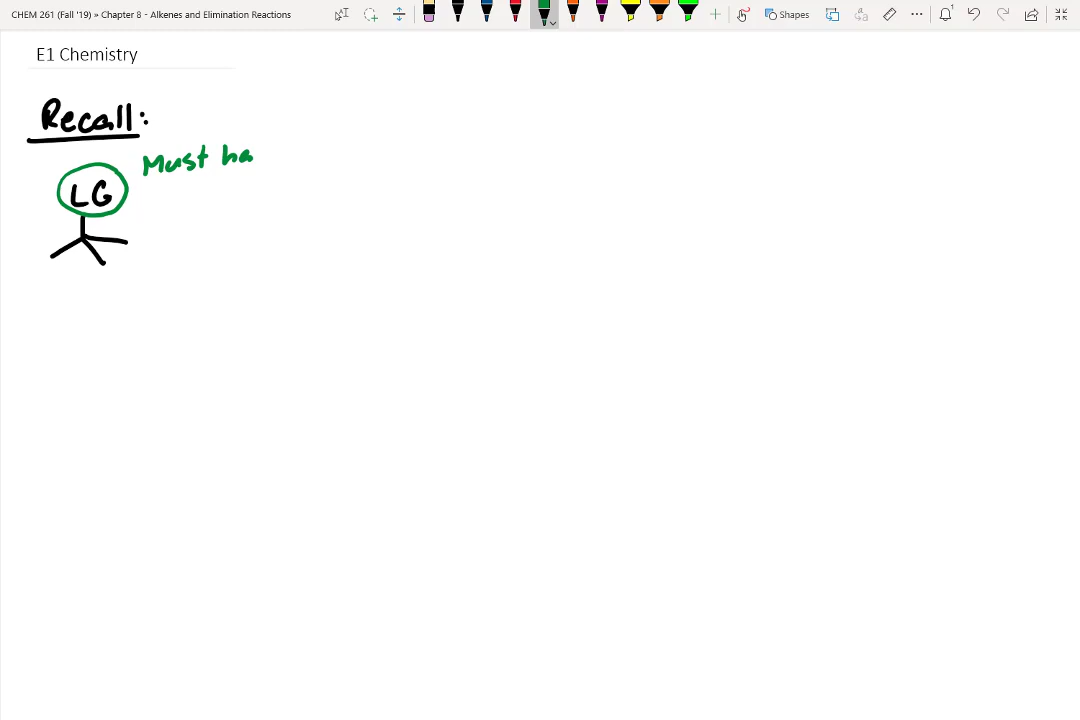 CHEM 261 (Fall '19) » Chapter 8 - Alkenes and Elimination Reactions
Shapes
E1 Chemistry
Recall:
Must ha
LG